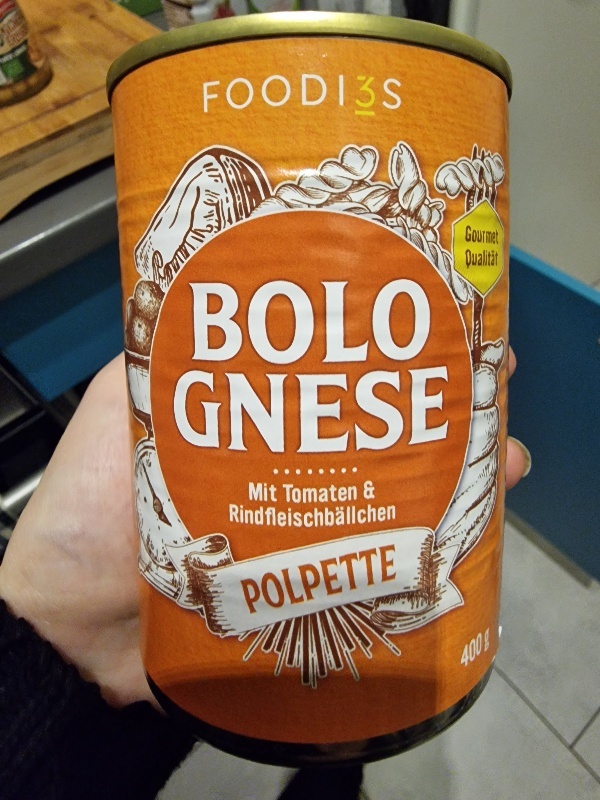 FOODI3S
Gourmet
Qualität
BOLO
GNESE
Mit Tomaten &
Rindfleischbällchen
POLPETTE
400 g